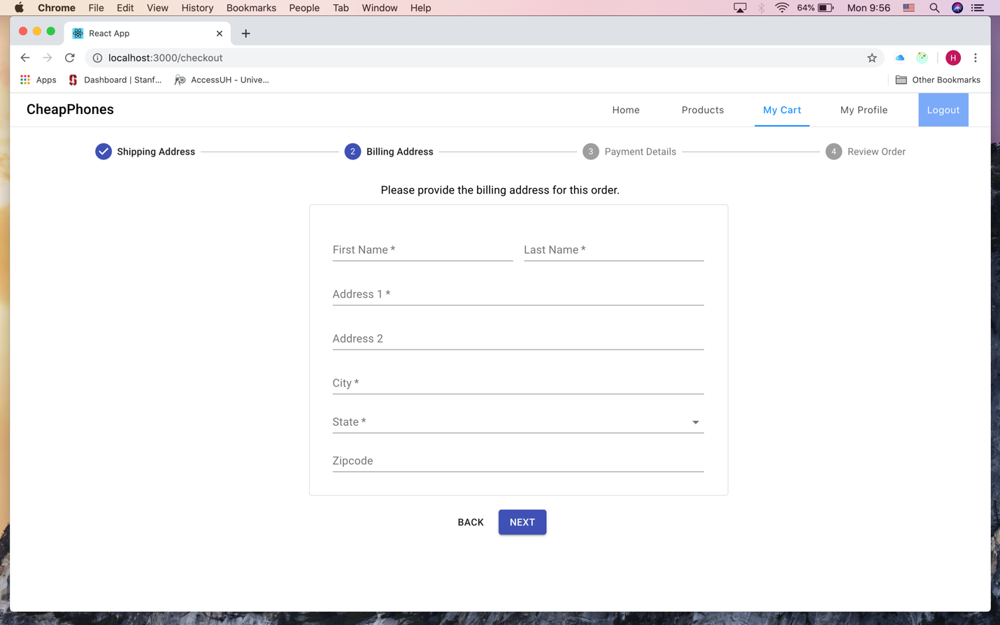 Chrome File Edit View History Bookmarks People Tab Window Help 64% Mon 9:56
React App
localhost:3000/checkout H
Apps Dashboard | Stanf... AccessUH - Unive... Other Bookmarks
CheapPhones Home Products My Cart My Profile Logout
Shipping Address 2 Billing Address 3 Payment Details 4 Review Order
Please provide the billing address for this order.
First Name * Last Name *
Address 1 *
Address 2
City *
State *
Zipcode
BACK NEXT